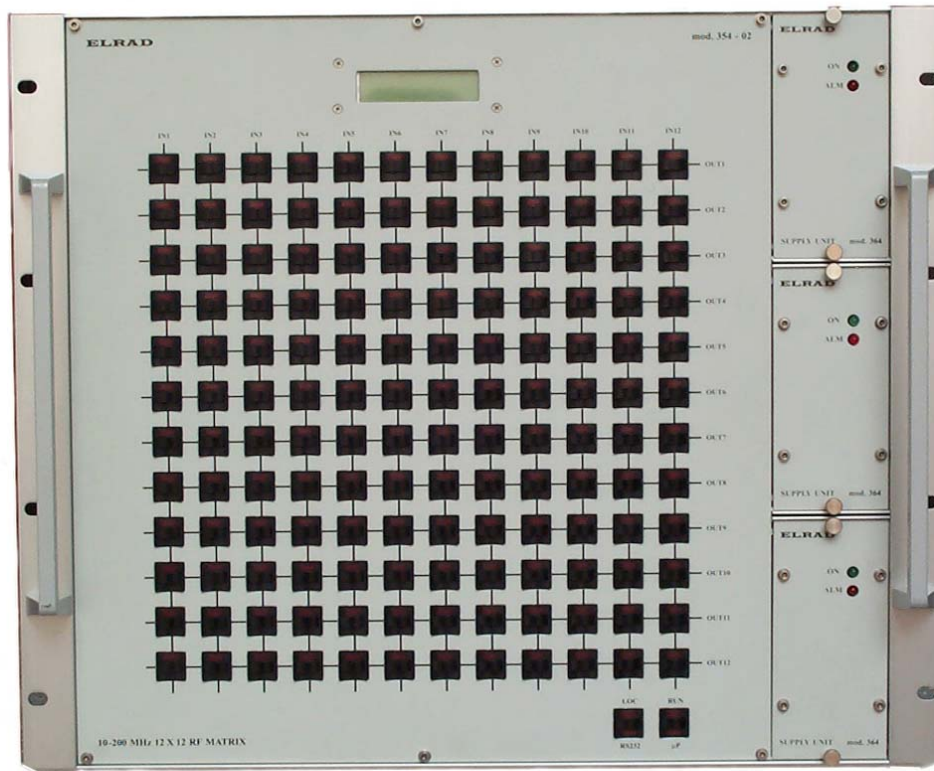 ELRAD
mod. 354 - 02
IN1 IN2 IN3 IN4 IN5 IN6 IN7 IN8 IN9 IN10 IN11 IN12
OUT1
OUT2
OUT3
OUT4
OUT5
OUT6
OUT7
OUT8
OUT9
OUT10
OUT11
OUT12
LOC RUN
RS232 µP
10-200 MHz 12 X 12 RF MATRIX
ELRAD
ON
ALM
SUPPLY UNIT mod. 364
ELRAD
ON
ALM
SUPPLY UNIT mod. 364
ELRAD
ON
ALM
SUPPLY UNIT mod. 364